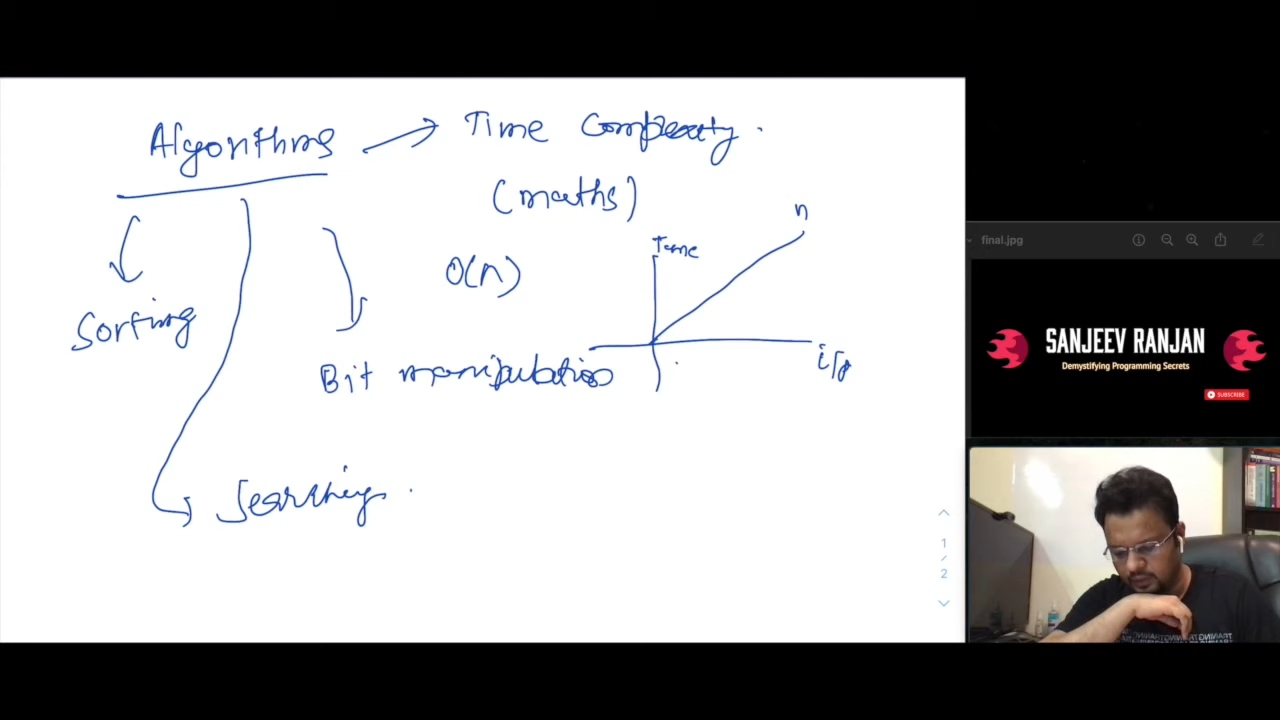 Algorithms → Time Complexity.
(maths)
n
Time
O(n)
Sorting
i/p
Bit manipulation
Searching.
final.jpg
SANJEEV RANJAN
Demystifying Programming Secrets
SUBSCRIBE
1
/
2